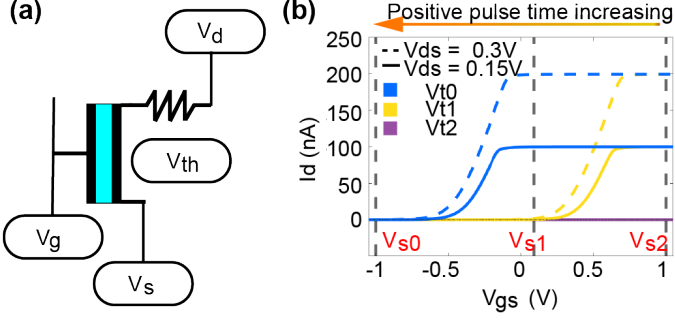 (a)
Vd
Vth
Vg
Vs
(b)
Positive pulse time increasing
250
200
150
100
50
0
Id (nA)
Vds = 0.3V
Vds = 0.15V
Vt0
Vt1
Vt2
Vs0
Vs1
Vs2
-1
-0.5
0
0.5
1
Vgs (V)